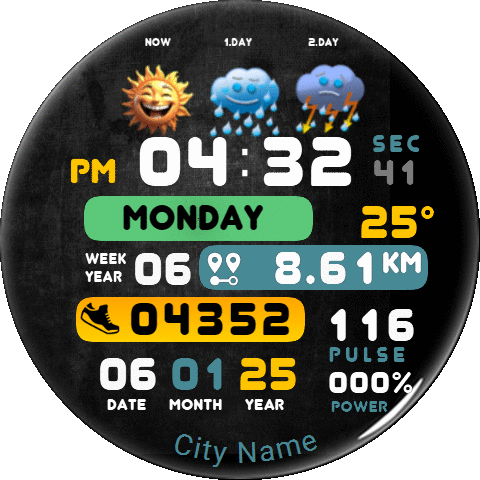 NOW 1.DAY 2.DAY
PM 04:32 SEC 41
MONDAY 25°
WEEK YEAR 06 8.61 KM
04352 116
PULSE
06 01 25 000%
DATE MONTH YEAR POWER
City Name